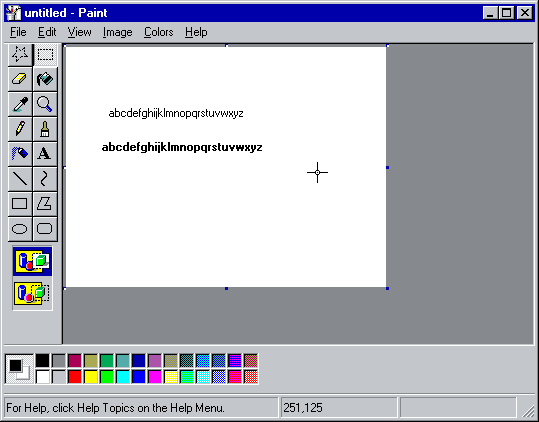 untitled - Paint
File Edit View Image Colors Help
abcdefghijklmnopqrstuvwxyz
abcdefghijklmnopqrstuvwxyz
A
For Help, click Help Topics on the Help Menu. 251,125